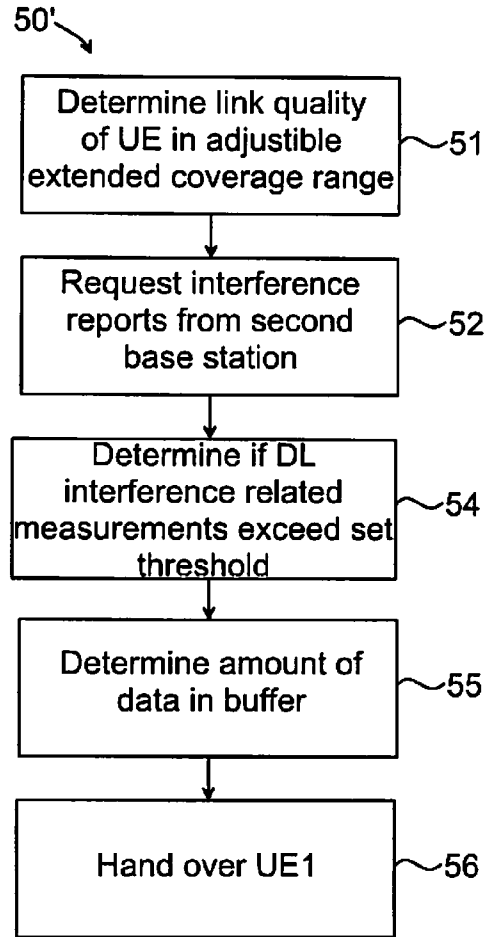 50'
Determine link quality
of UE in adjustible
extended coverage range
51
Request interference
reports from second
base station
52
Determine if DL
interference related
measurements exceed set
threshold
54
Determine amount of
data in buffer
55
Hand over UE1
56